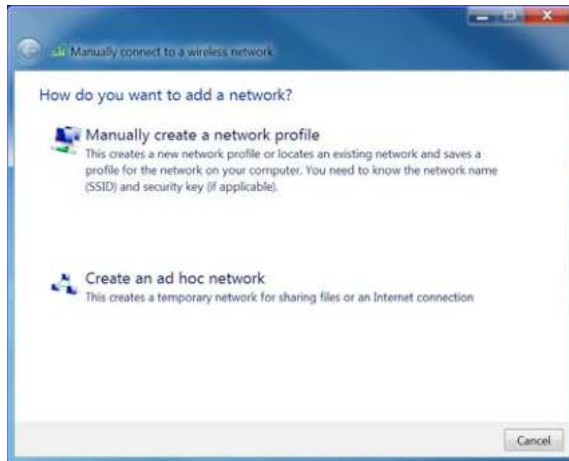 Manually connect to a wireless network
How do you want to add a network?
Manually create a network profile
This creates a new network profile or locates an existing network and saves a
profile for the network on your computer. You need to know the network name
(SSID) and security key (if applicable).
Create an ad hoc network
This creates a temporary network for sharing files or an Internet connection
Cancel